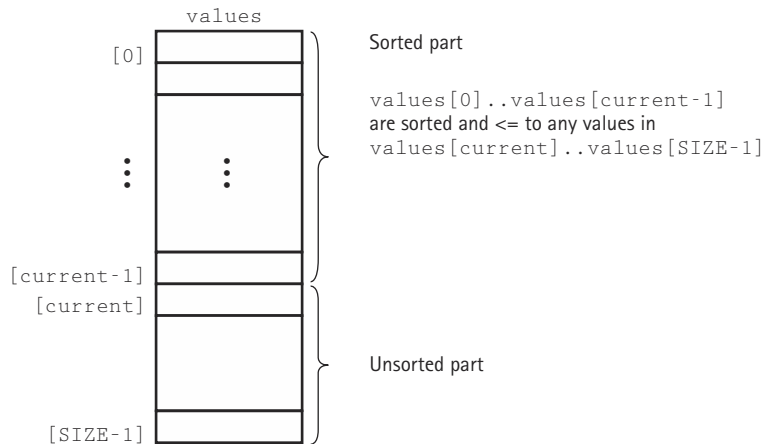 values
[0]
Sorted part
values[0]..values[current-1]
are sorted and <= to any values in
values[current]..values[SIZE-1]
[current-1]
[current]
Unsorted part
[SIZE-1]